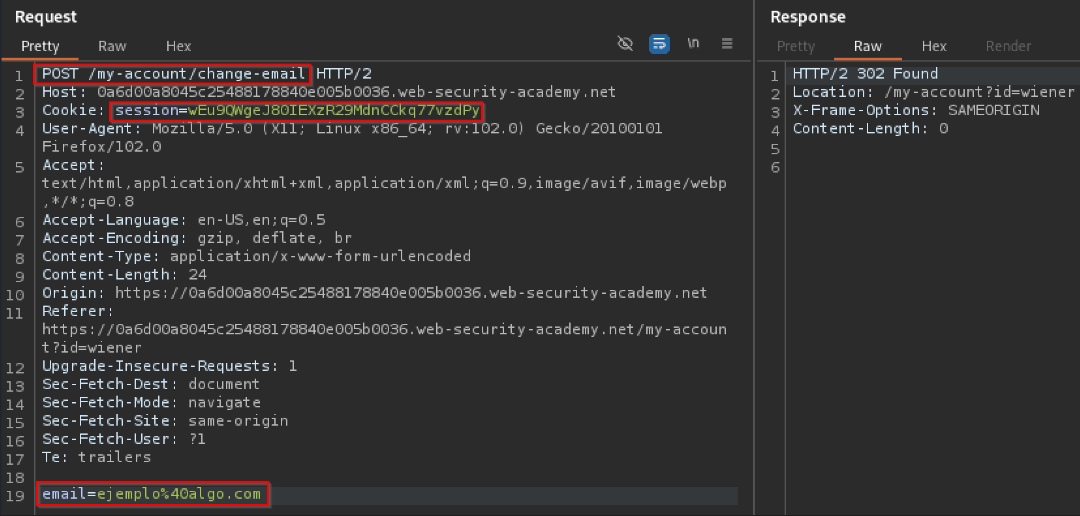 Request
Pretty Raw Hex
\n
1 POST /my-account/change-email HTTP/2
2 Host: 0a6d00a8045c25488178840e005b0036.web-security-academy.net
3 Cookie: session=wEu9QWgeJ80IEXzR29MdnCCkq77vzdPy
4 User-Agent: Mozilla/5.0 (X11; Linux x86_64; rv:102.0) Gecko/20100101
Firefox/102.0
5 Accept:
text/html,application/xhtml+xml,application/xml;q=0.9,image/avif,image/webp
,*/*;q=0.8
6 Accept-Language: en-US,en;q=0.5
7 Accept-Encoding: gzip, deflate, br
8 Content-Type: application/x-www-form-urlencoded
9 Content-Length: 24
10 Origin: https://0a6d00a8045c25488178840e005b0036.web-security-academy.net
11 Referer:
https://0a6d00a8045c25488178840e005b0036.web-security-academy.net/my-accoun
t?id=wiener
12 Upgrade-Insecure-Requests: 1
13 Sec-Fetch-Dest: document
14 Sec-Fetch-Mode: navigate
15 Sec-Fetch-Site: same-origin
16 Sec-Fetch-User: ?1
17 Te: trailers
18
19 email=ejemplo%40algo.com
Response
Pretty Raw Hex Render
1 HTTP/2 302 Found
2 Location: /my-account?id=wiener
3 X-Frame-Options: SAMEORIGIN
4 Content-Length: 0
5
6